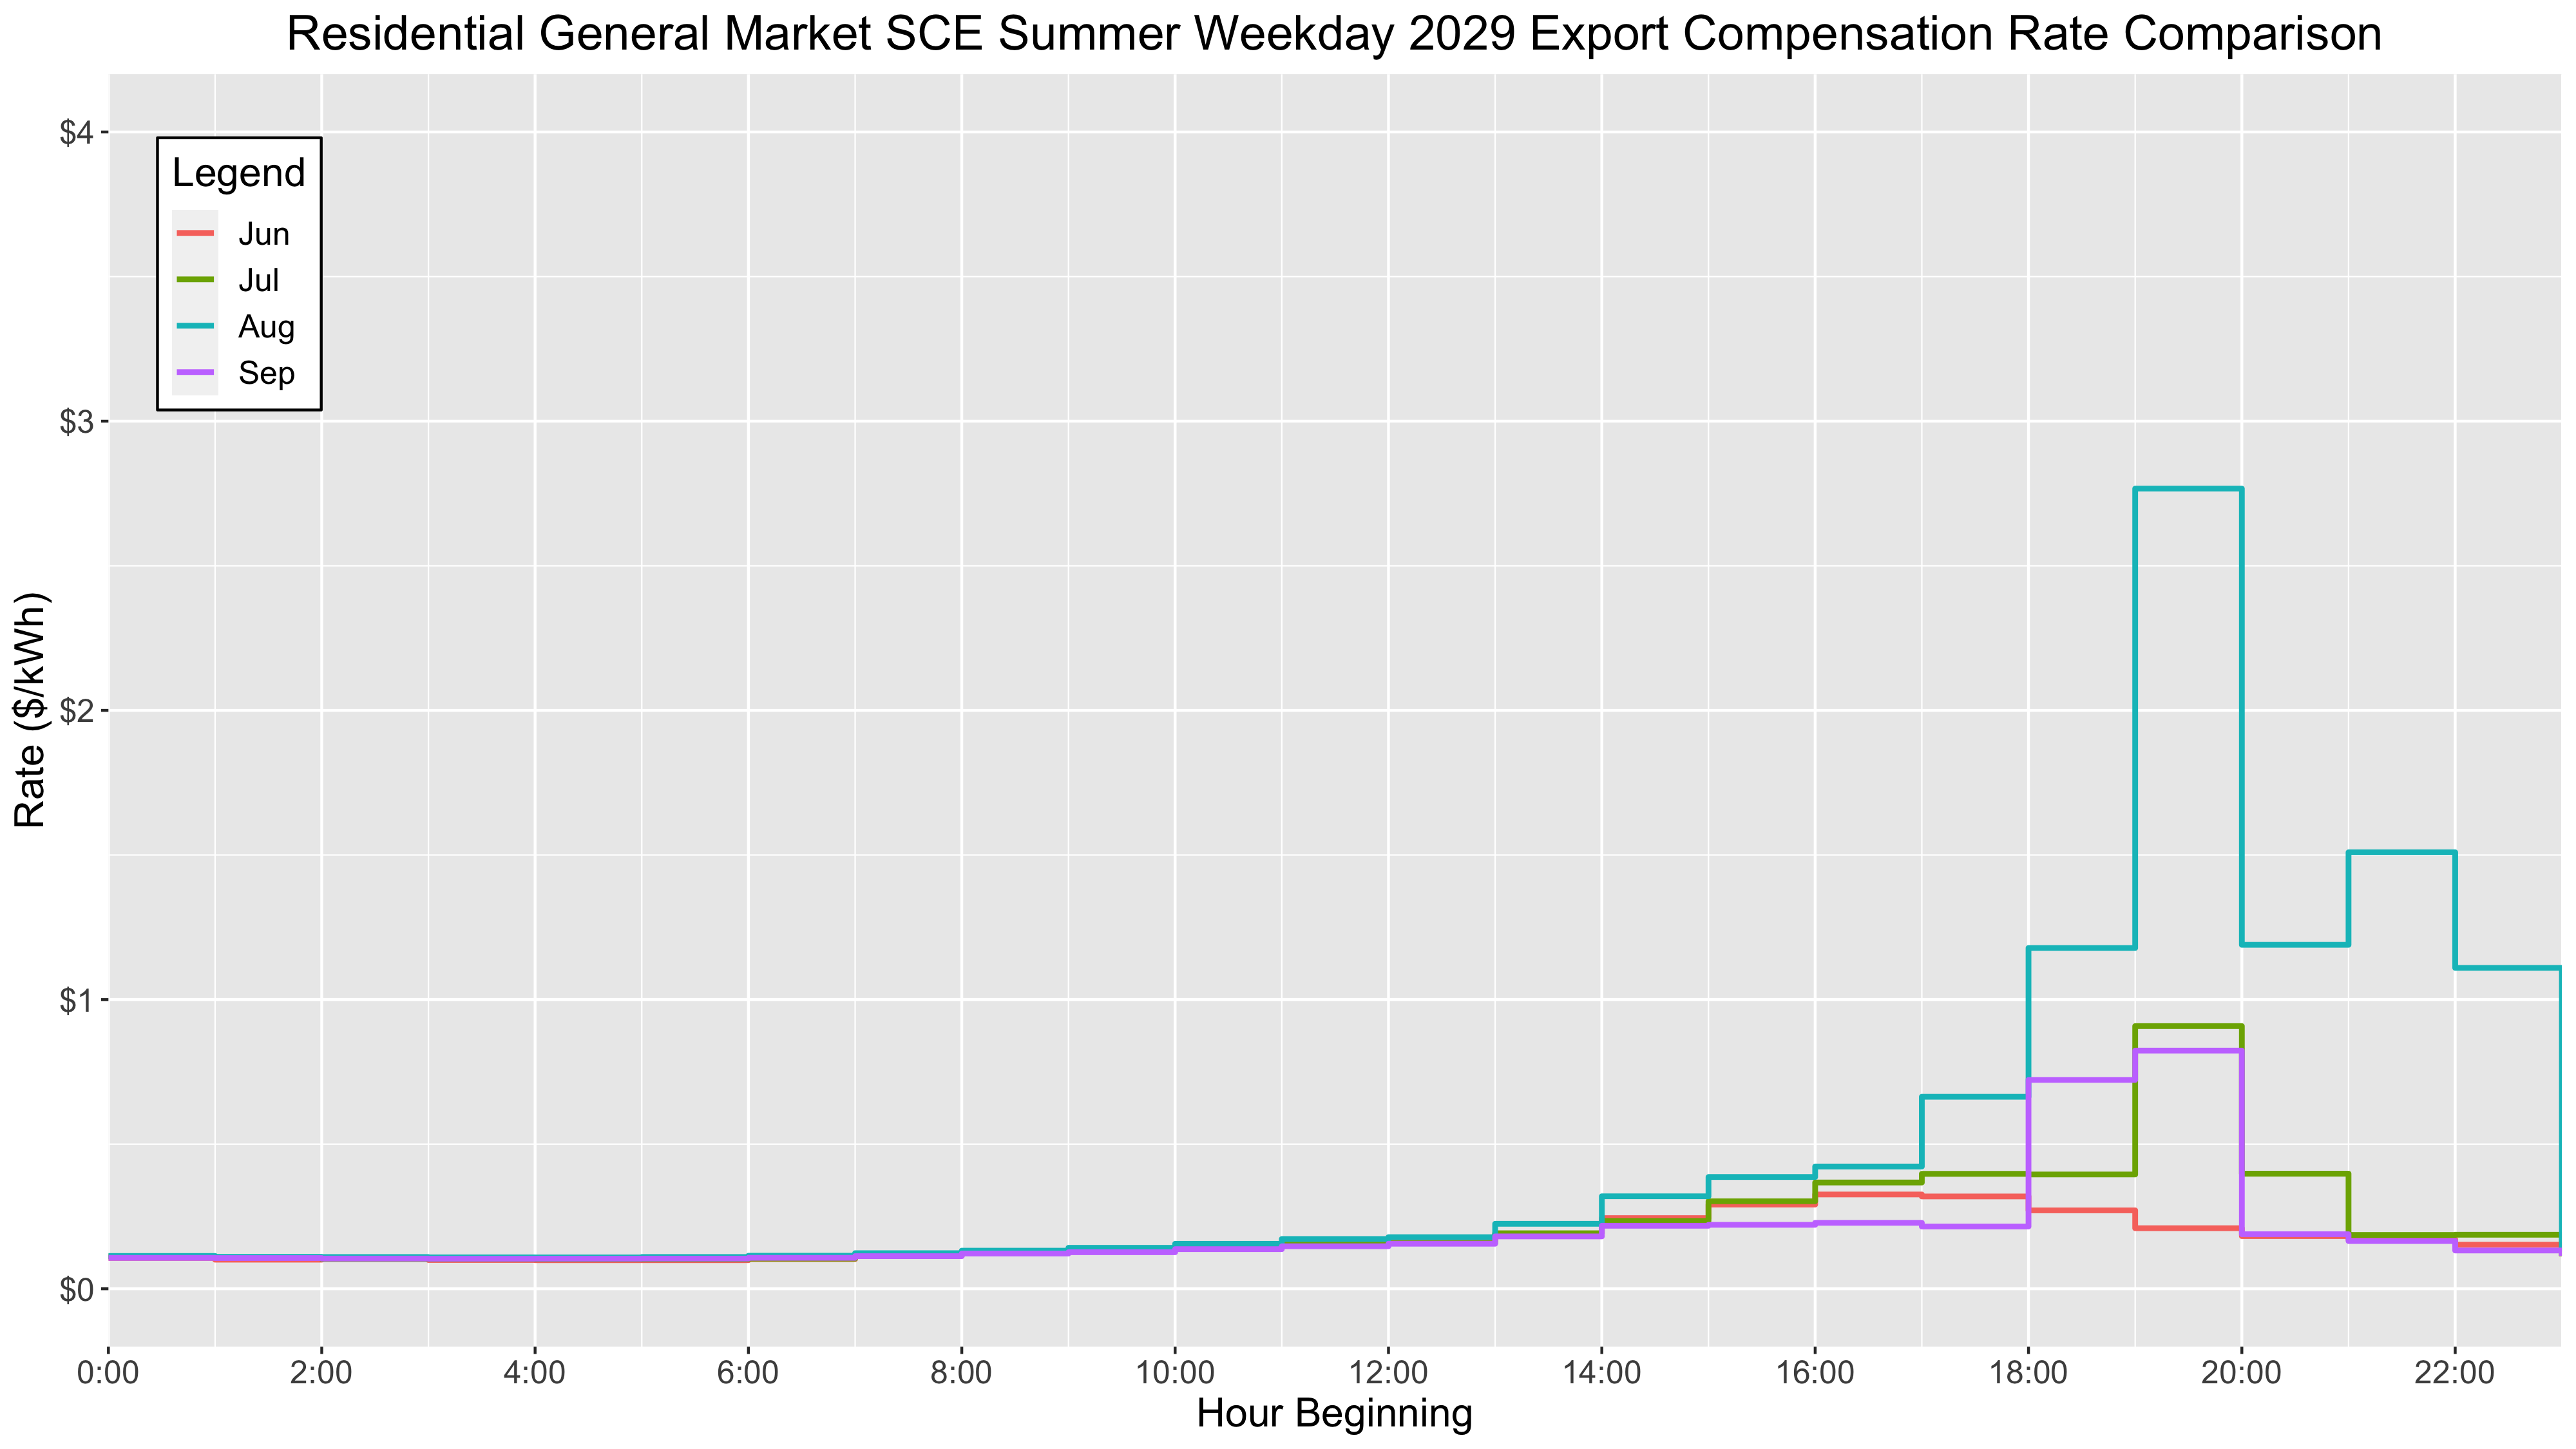 Residential General Market SCE Summer Weekday 2029 Export Compensation Rate Comparison
$4
$3
$2
$1
$0
Rate ($/kWh)
Legend
Jun
Jul
Aug
Sep
0:00 2:00 4:00 6:00 8:00 10:00 12:00 14:00 16:00 18:00 20:00 22:00
Hour Beginning